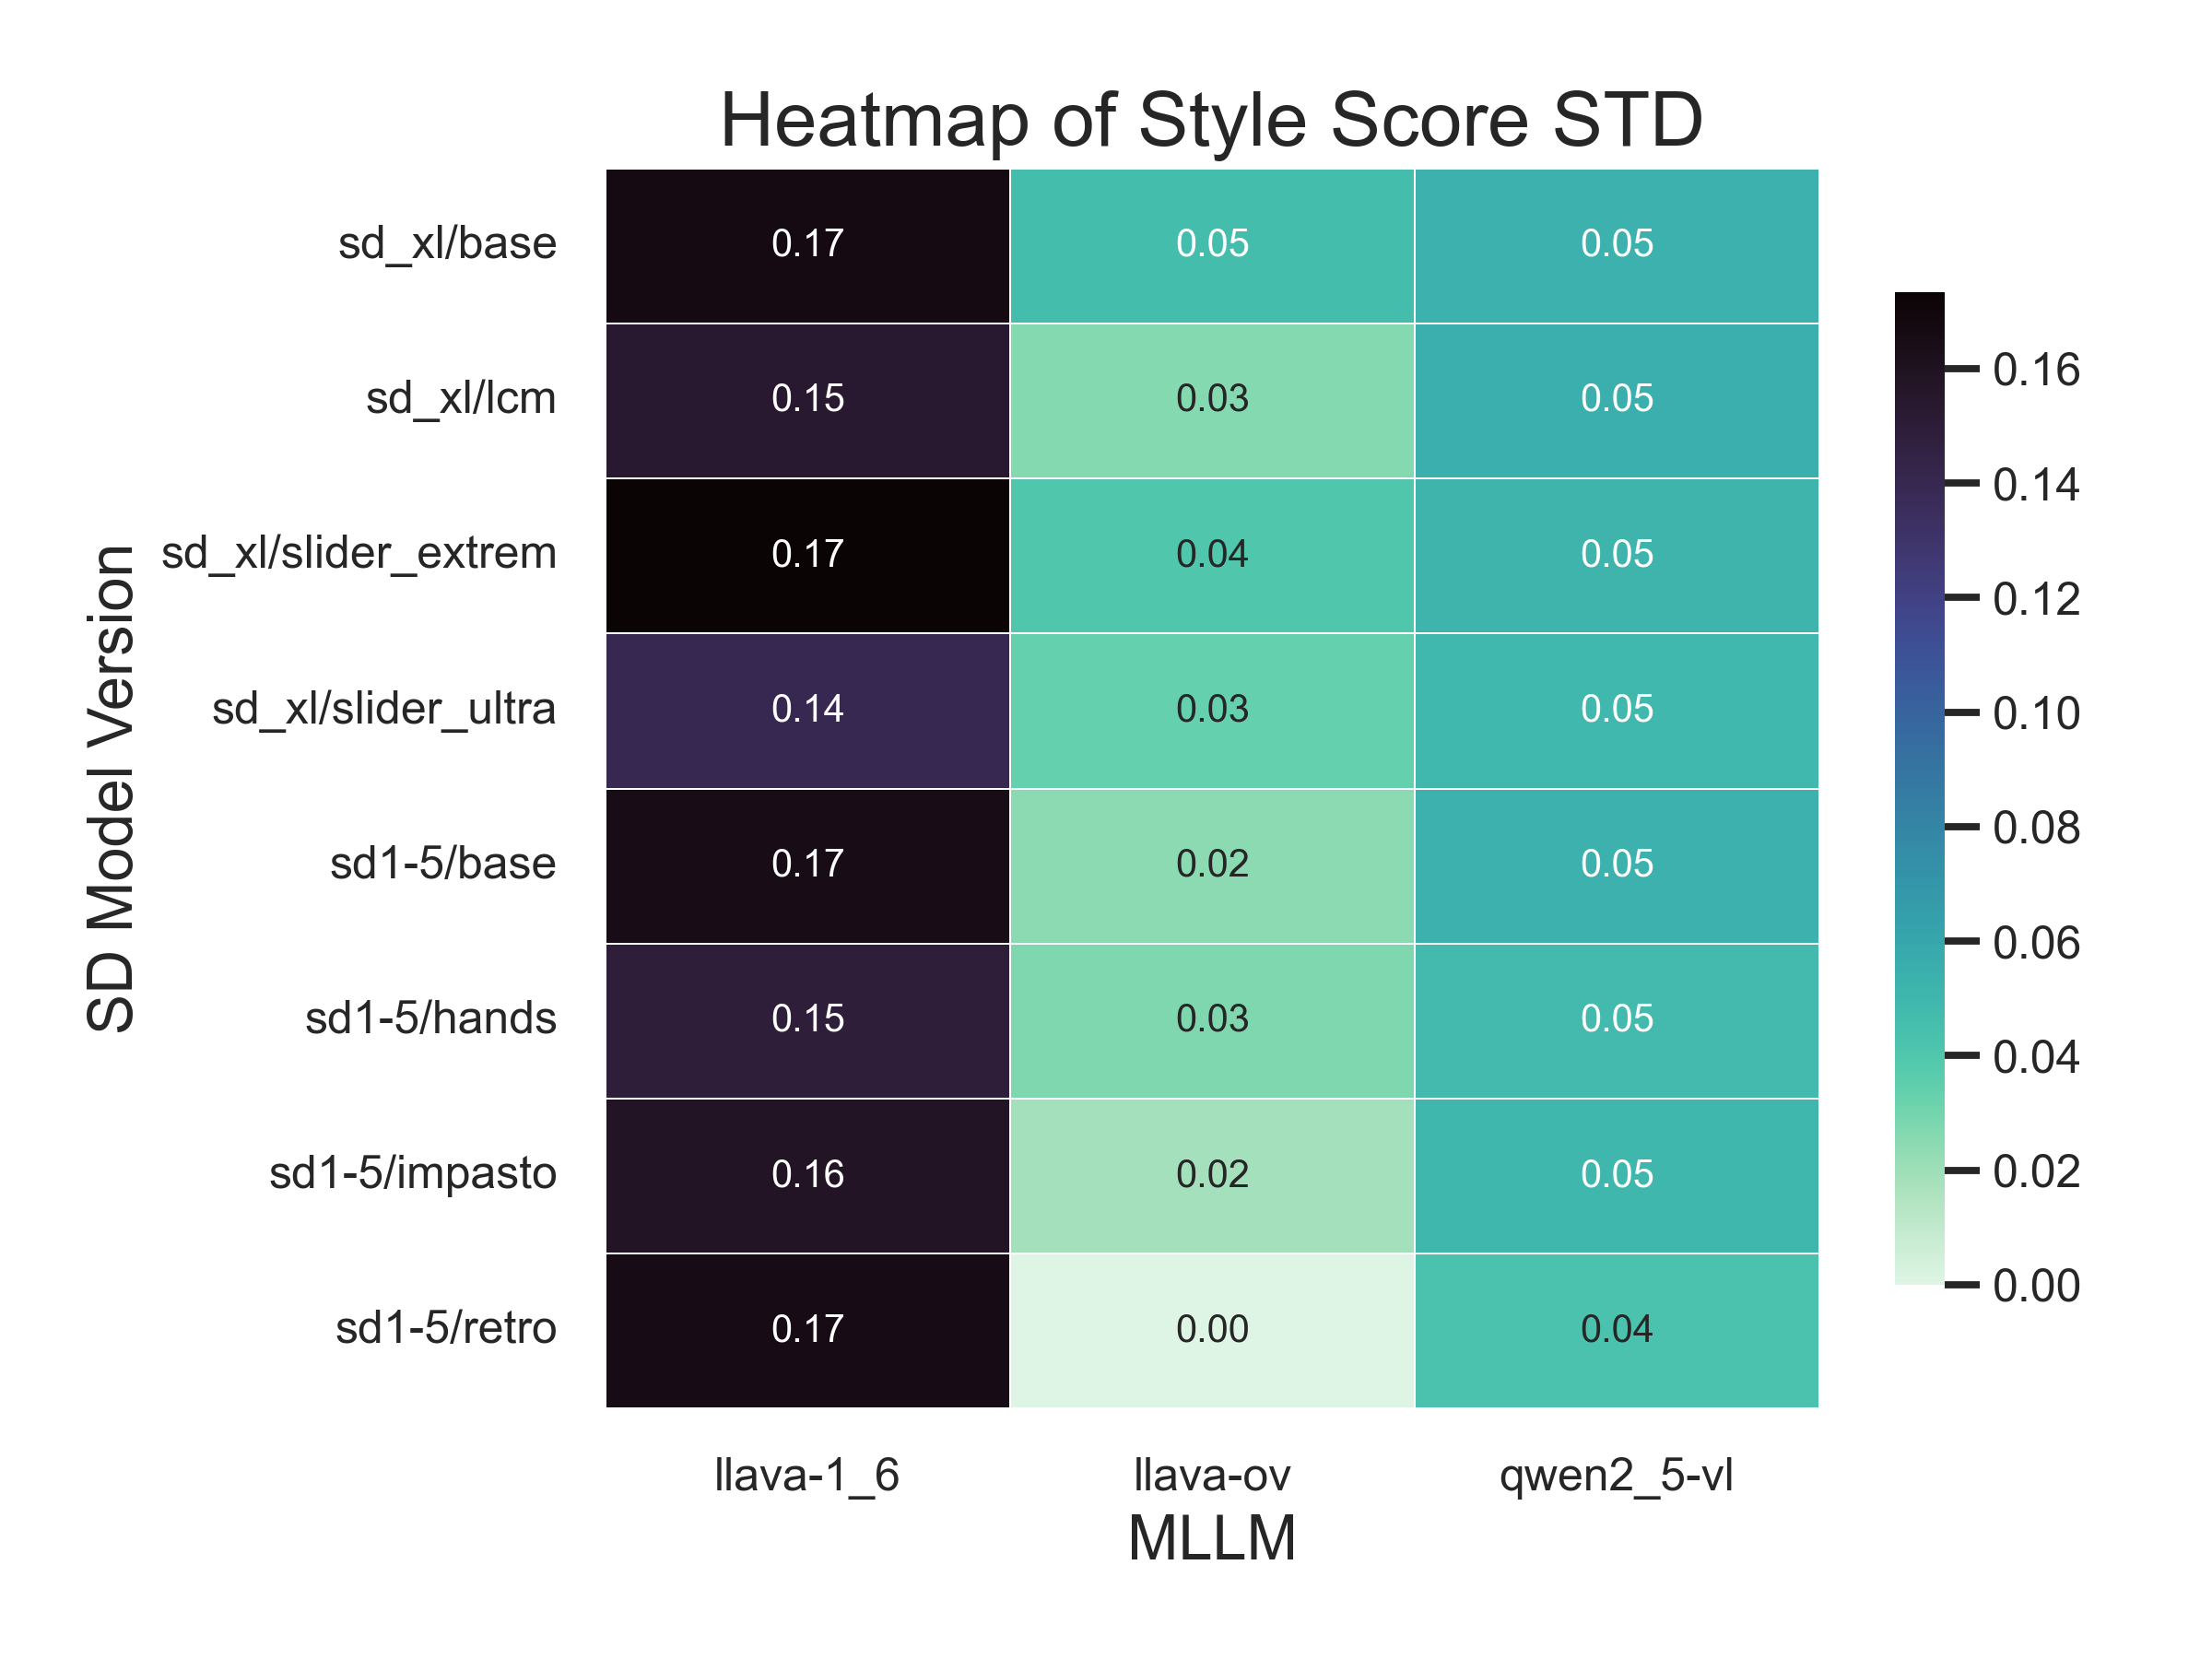 Heatmap of Style Score STD
SD Model Version
sd_xl/base 0.17 0.05 0.05
sd_xl/lcm 0.15 0.03 0.05
sd_xl/slider_extrem 0.17 0.04 0.05
sd_xl/slider_ultra 0.14 0.03 0.05
sd1-5/base 0.17 0.02 0.05
sd1-5/hands 0.15 0.03 0.05
sd1-5/impasto 0.16 0.02 0.05
sd1-5/retro 0.17 0.00 0.04
llava-1_6 llava-ov qwen2_5-vl
MLLM
0.16
0.14
0.12
0.10
0.08
0.06
0.04
0.02
0.00